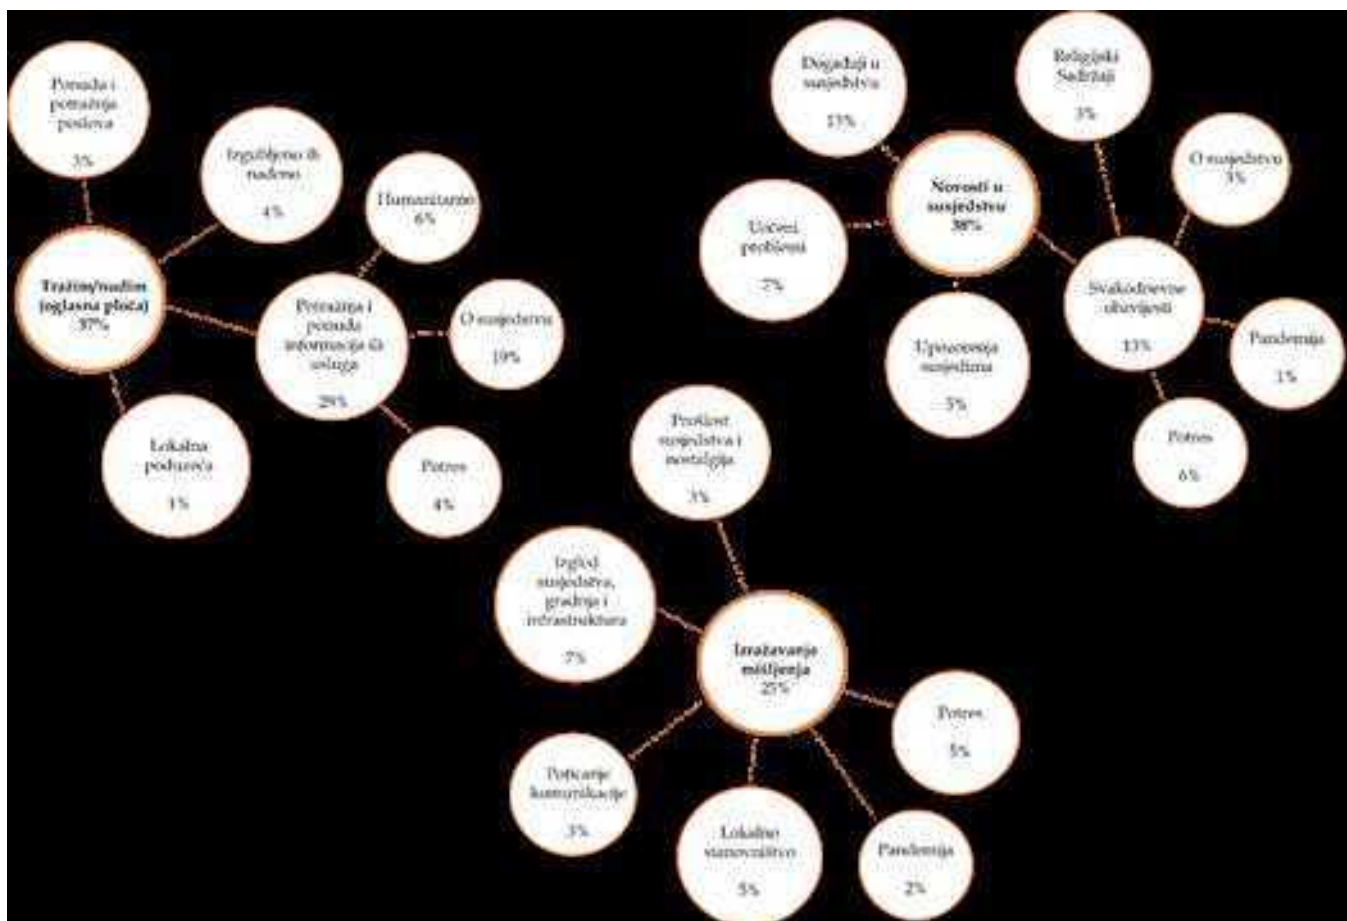 Ponuda i
potražnja
poslova
3%
Izgubljeno ili
nađeno
4%
Humanitarno
6%
Tražim/nudim
(oglasna ploča)
37%
Potražnja i
ponuda
informacija ili
usluga
29%
O susjedstvu
19%
Lokalna
poduzeća
1%
Potres
4%
Događaji u
susjedstvu
13%
Religijski
Sadržaji
3%
O susjedstvu
3%
Novosti u
susjedstvu
38%
Uočeni
problemi
7%
Svakodnevne
obavijesti
13%
Upozorenja
susjedima
5%
Pandemija
1%
Potres
6%
Prošlost
susjedstva i
nostalgija
3%
Izgled
susjedstva,
gradnja i
infrastruktura
7%
Izražavanje
mišljenja
25%
Potres
5%
Poticanje
komunikacije
3%
Lokalno
stanovništvo
5%
Pandemija
2%